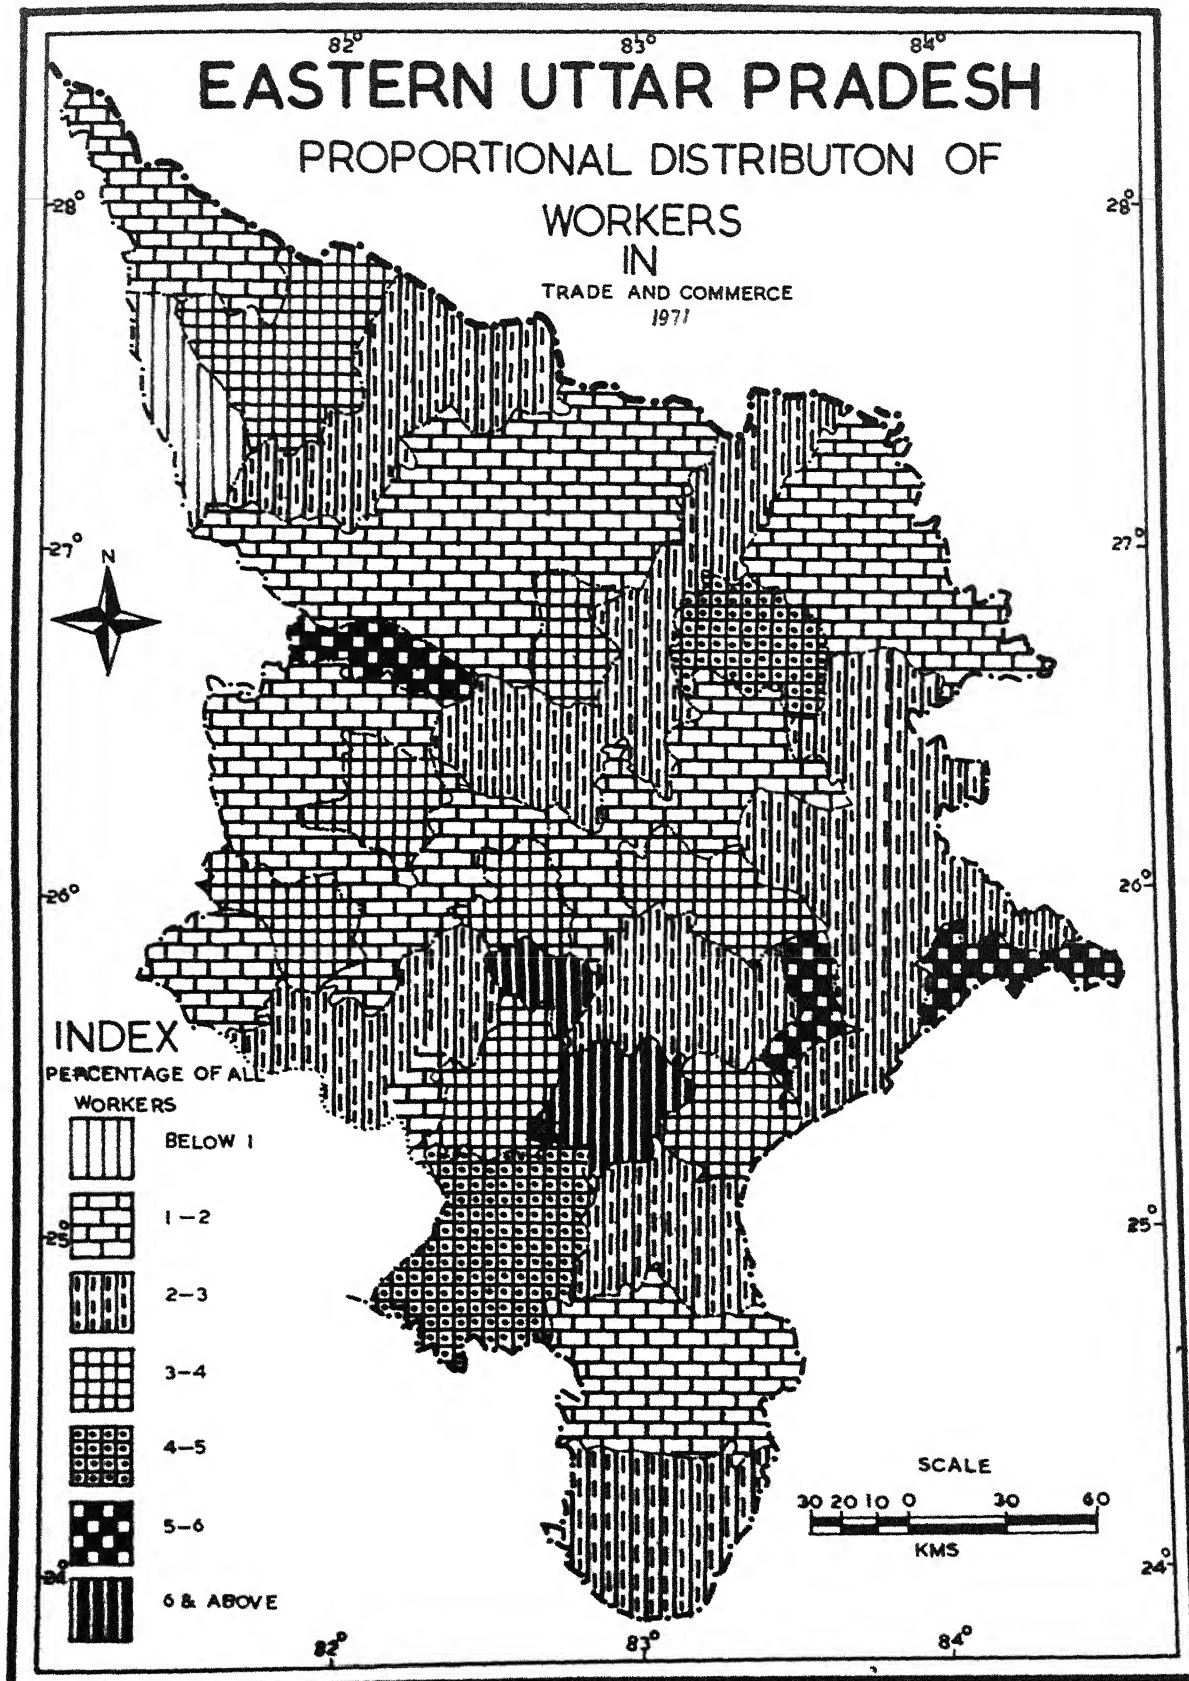 82° 83° 84°
EASTERN UTTAR PRADESH
PROPORTIONAL DISTRIBUTON OF
WORKERS
IN
TRADE AND COMMERCE
1971
28° 28°
27° 27°
N
26° 26°
INDEX
PERCENTAGE OF ALL
WORKERS
BELOW 1
1-2
25° 25°
2-3
3-4
4-5
SCALE
30 20 10 0 30 60
KMS
5-6
24° 24°
6 & ABOVE
82° 83° 84°